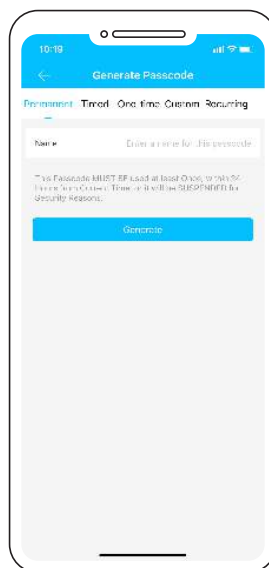 10:19
Generate Passcode
Permanent Timed One-time Custom Recurring
Name Enter a name for this passcode
This Passcode MUST BE used at least Once, within 24
Hours from Current Time, or it will be SUSPENDED for
Security Reasons.
Generate